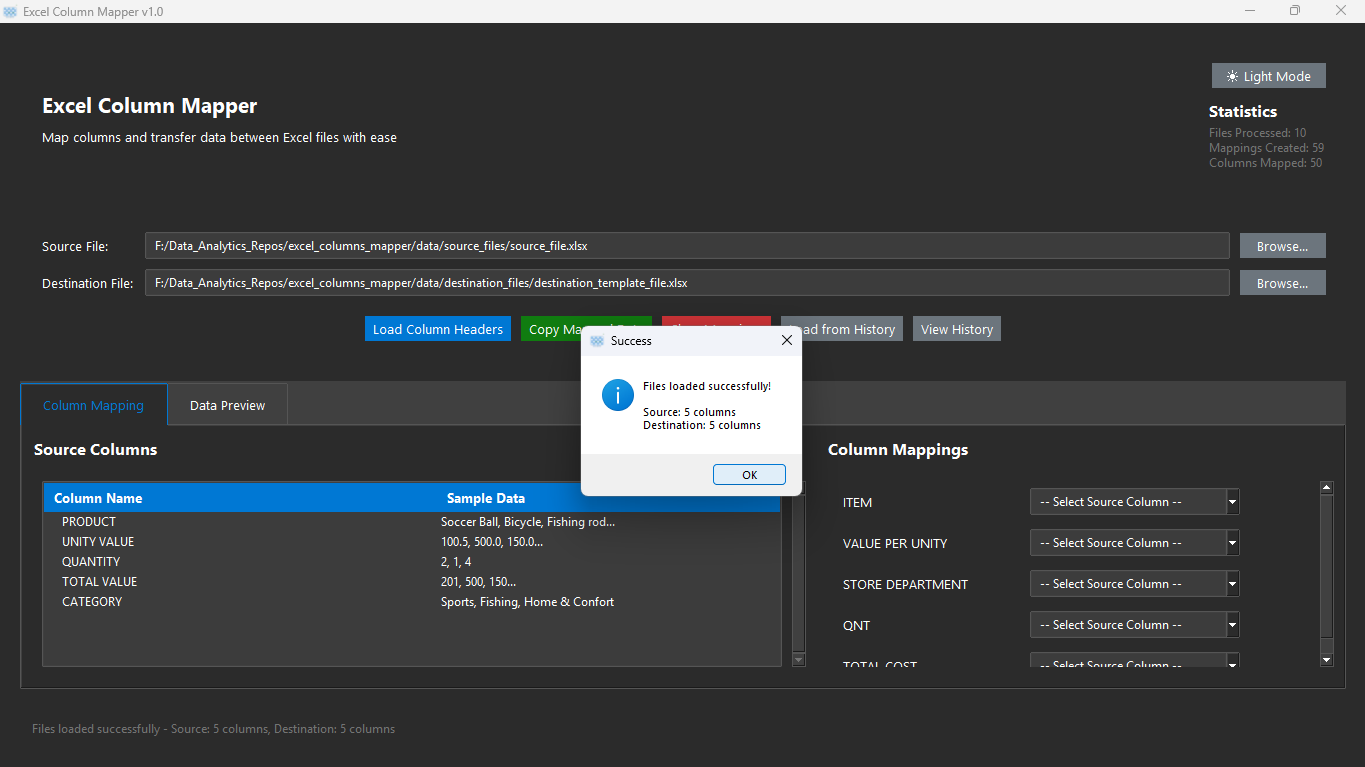 Excel Column Mapper v1.0
Light Mode
Excel Column Mapper
Map columns and transfer data between Excel files with ease
Statistics
Files Processed: 10
Mappings Created: 59
Columns Mapped: 50
Source File:
F:/Data_Analytics_Repos/excel_columns_mapper/data/source_files/source_file.xlsx
Browse...
Destination File:
F:/Data_Analytics_Repos/excel_columns_mapper/data/destination_files/destination_template_file.xlsx
Browse...
Load Column Headers
Copy
from History
View History
Success
Files loaded successfully!
Source: 5 columns
Destination: 5 columns
OK
Column Mapping
Data Preview
Source Columns
Column Name Sample Data
PRODUCT Soccer Ball, Bicycle, Fishing rod...
UNITY VALUE 100.5, 500.0, 150.0...
QUANTITY 2, 1, 4
TOTAL VALUE 201, 500, 150...
CATEGORY Sports, Fishing, Home & Confort
Column Mappings
ITEM -- Select Source Column --
VALUE PER UNITY -- Select Source Column --
STORE DEPARTMENT -- Select Source Column --
QNT -- Select Source Column --
TOTAL COST -- Select Source Column --
Files loaded successfully - Source: 5 columns, Destination: 5 columns